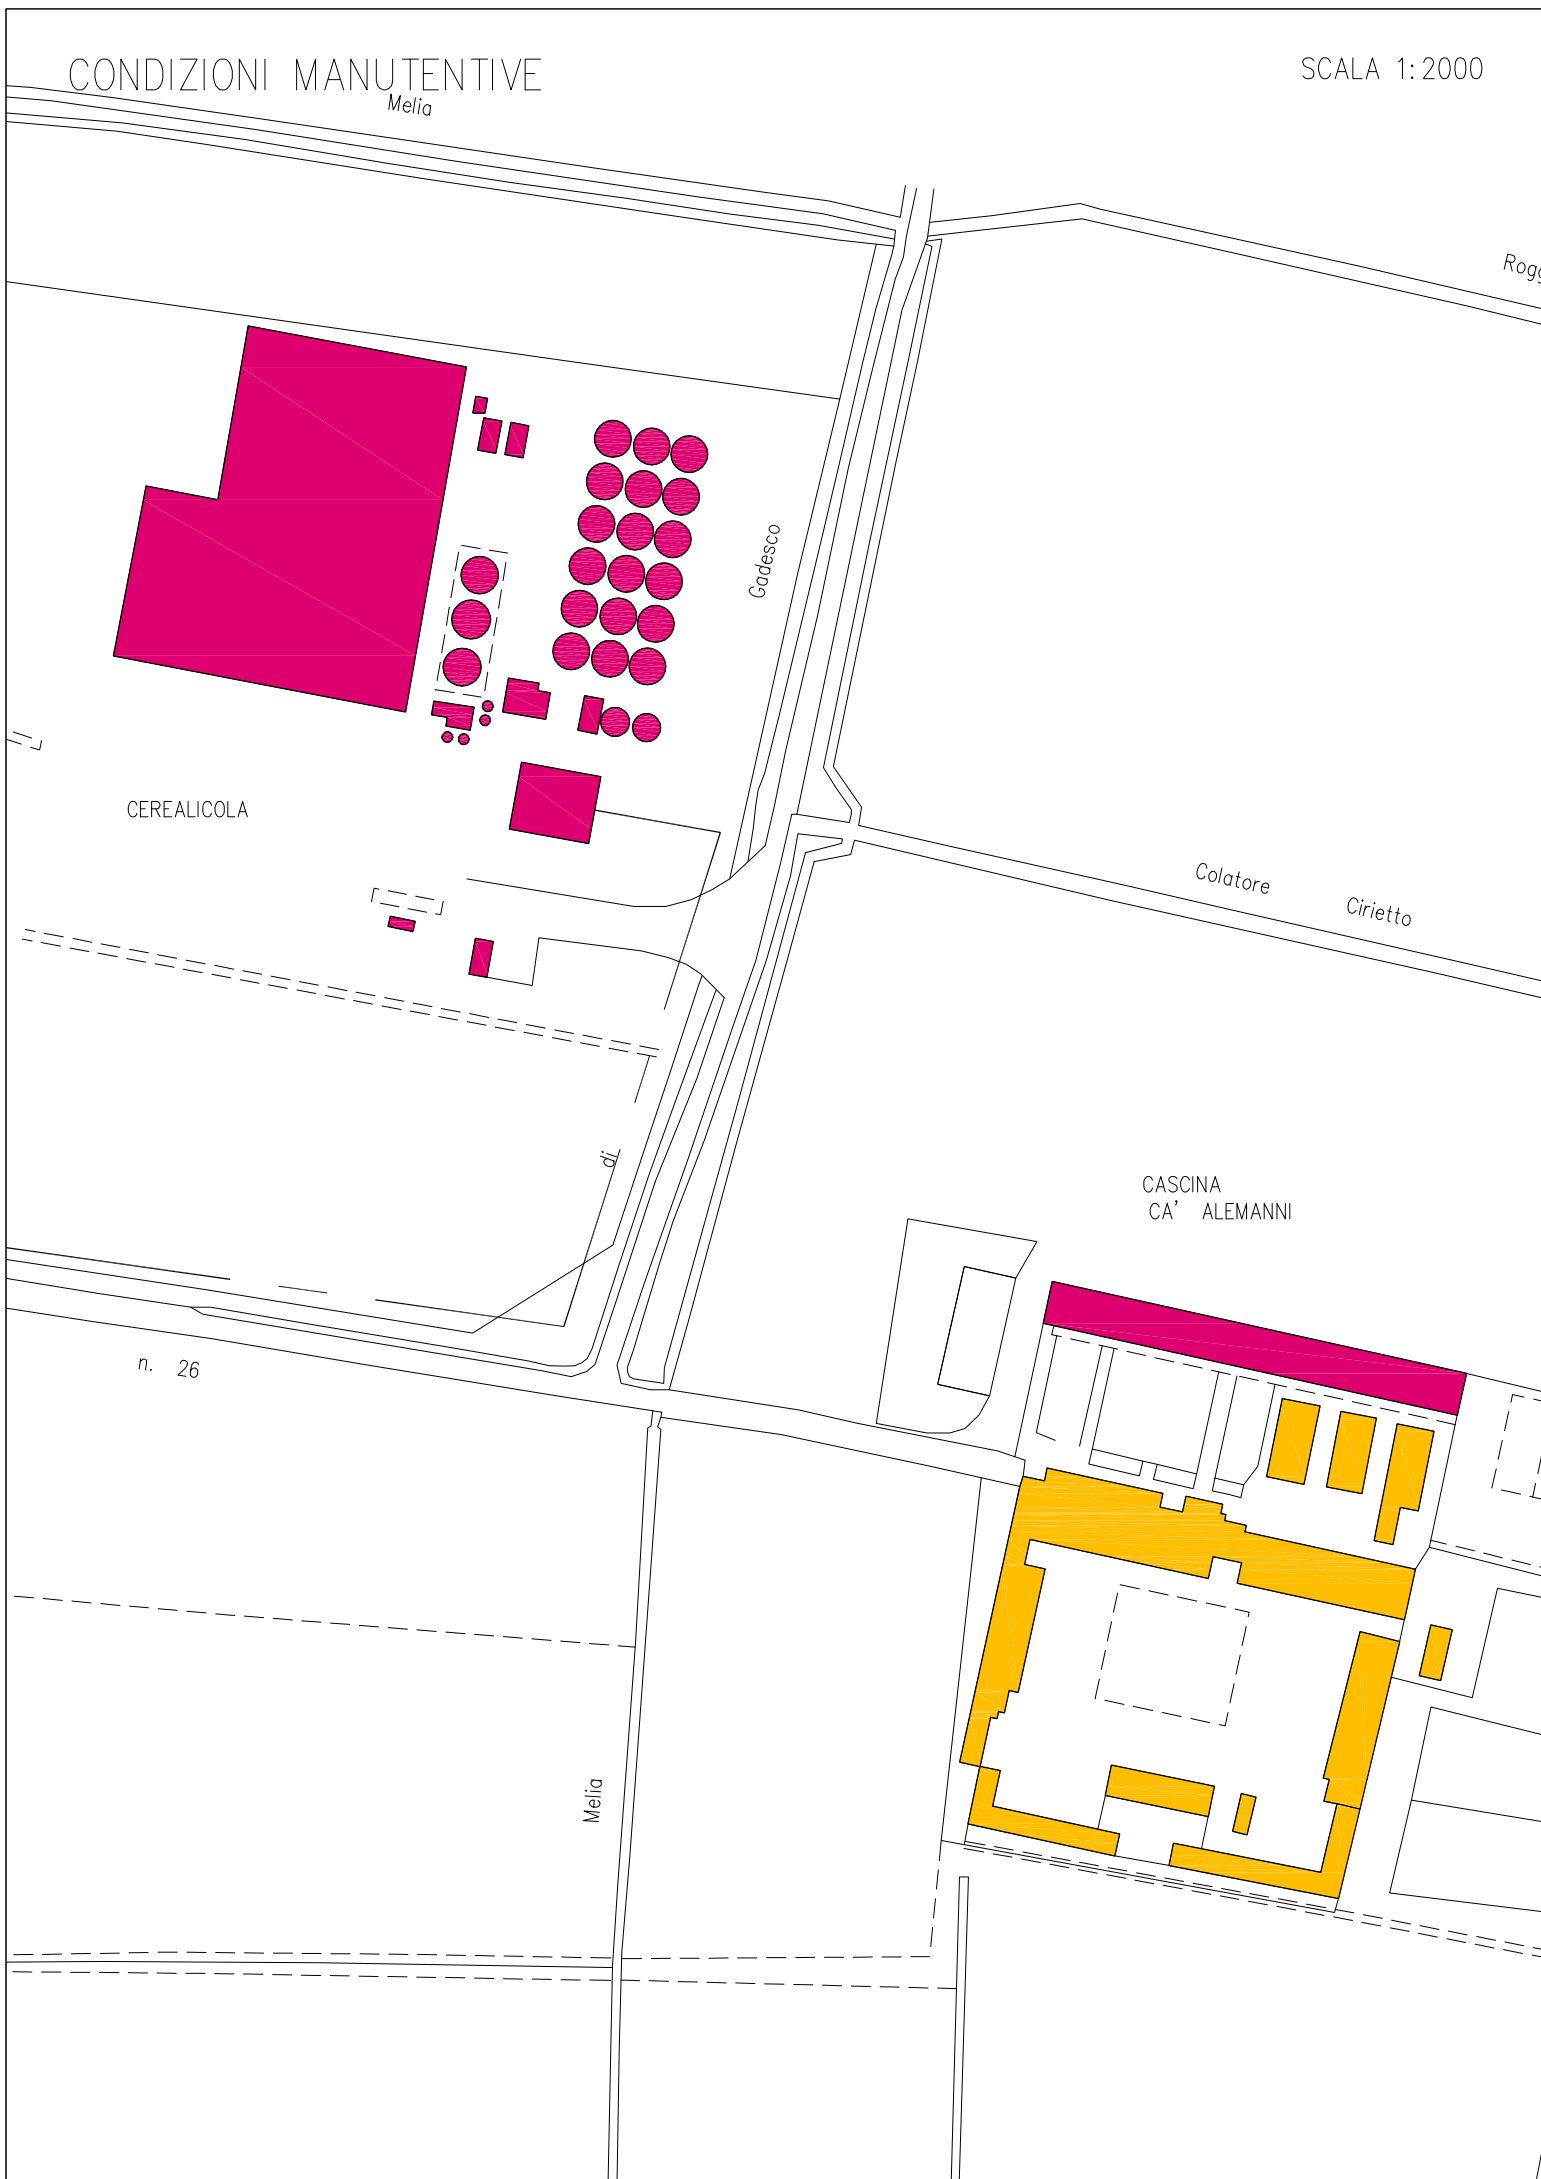 CONDIZIONI MANUTENTIVE
SCALA 1:2000
Melia
Rogg
Gadesco
CEREALICOLA
Colatore Cirietto
di
CASCINA
CA' ALEMANNI
n. 26
Melia